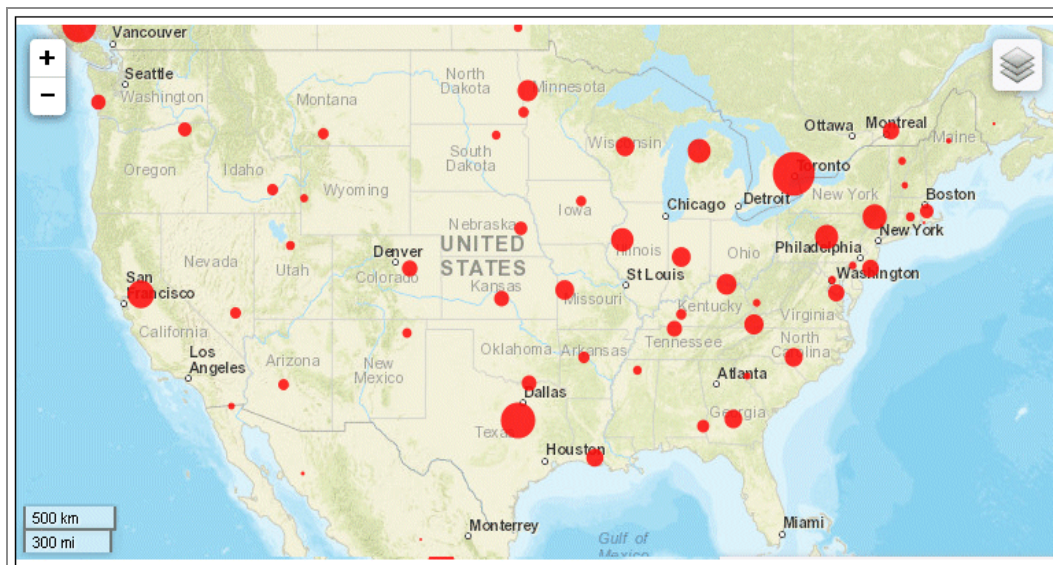 Vancouver
+
−
Seattle
Washington
North
Dakota
Minnesota
Montana
Ottawa
Montreal
Maine
Wisconsin
South
Dakota
Oregon
Idaho
Toronto
Wyoming
New York
Boston
Detroit
Chicago
Iowa
Nebraska
New York
Nevada
Utah
Denver
Colorado
UNITED
STATES
Illinois
Ohio
Philadelphia
San
Francisco
Kansas
Missouri
St Louis
Washington
Kentucky
Virginia
California
North
Carolina
Los
Angeles
Arizona
New
Mexico
Oklahoma
Arkansas
Tennessee
Atlanta
Dallas
Georgia
Texas
Houston
500 km
300 mi
Monterrey
Miami
Gulf of
Mexico